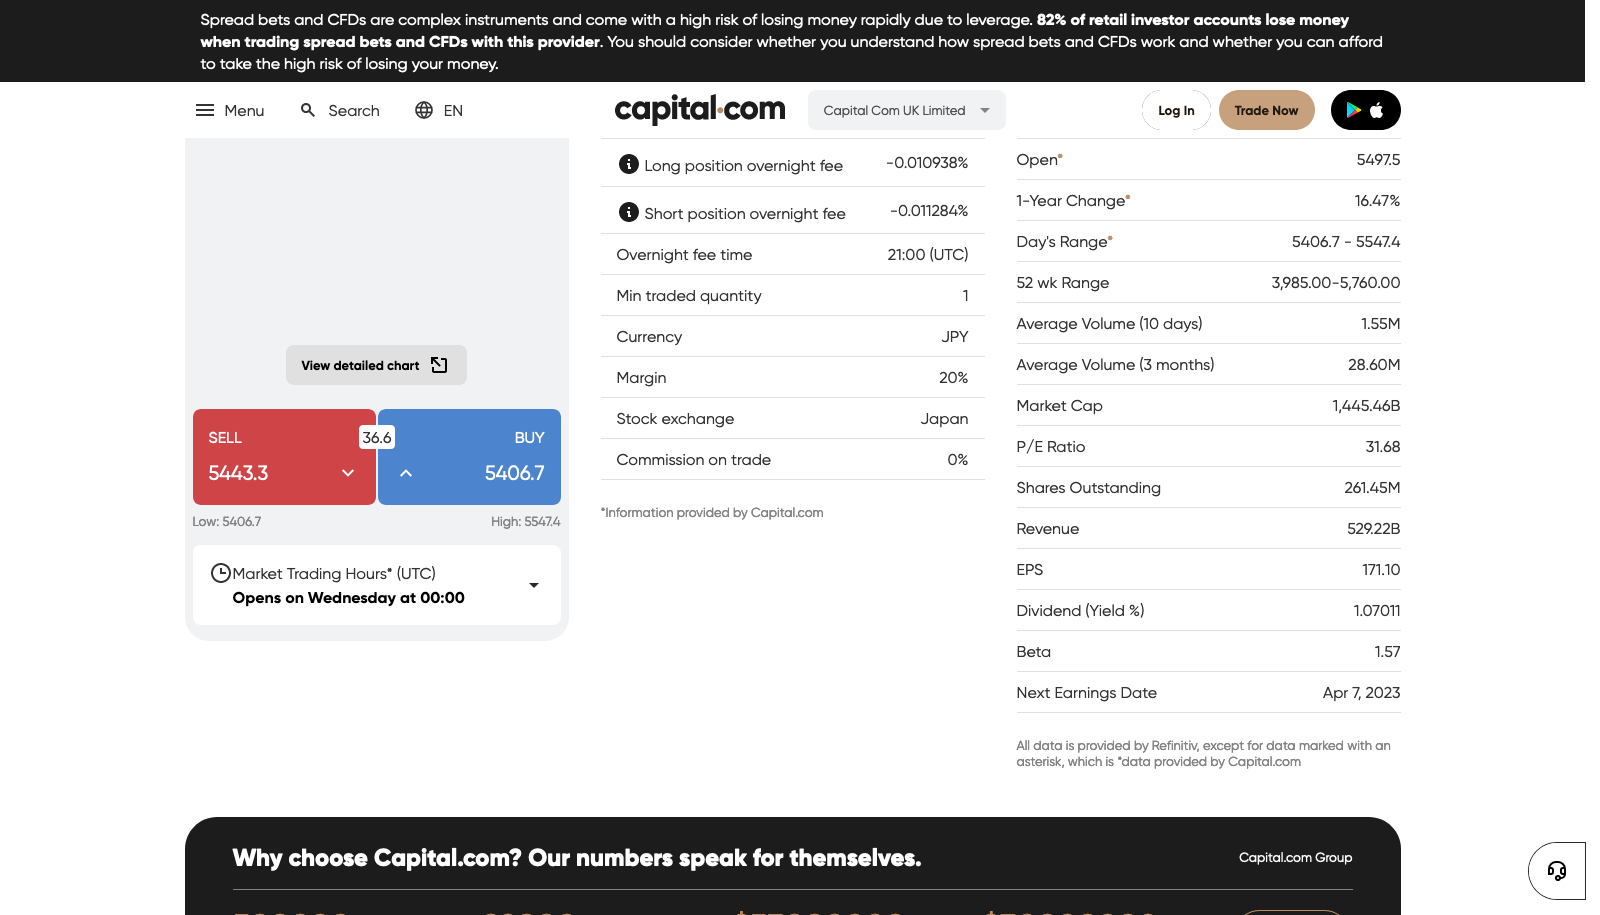 Spread bets and CFDs are complex instruments and come with a high risk of losing money rapidly due to leverage. 82% of retail investor accounts lose money
when trading spread bets and CFDs with this provider. You should consider whether you understand how spread bets and CFDs work and whether you can afford
to take the high risk of losing your money.
Menu Search EN capital.com Capital Com UK Limited Log In Trade Now
View detailed chart
SELL 36.6 BUY
5443.3 5406.7
Low: 5406.7 High: 5547.4
Market Trading Hours* (UTC)
Opens on Wednesday at 00:00
Long position overnight fee -0.010938%
Short position overnight fee -0.011284%
Overnight fee time 21:00 (UTC)
Min traded quantity 1
Currency JPY
Margin 20%
Stock exchange Japan
Commission on trade 0%
*Information provided by Capital.com
Open* 5497.5
1-Year Change* 16.47%
Day's Range* 5406.7 - 5547.4
52 wk Range 3,985.00-5,760.00
Average Volume (10 days) 1.55M
Average Volume (3 months) 28.60M
Market Cap 1,445.46B
P/E Ratio 31.68
Shares Outstanding 261.45M
Revenue 529.22B
EPS 171.10
Dividend (Yield %) 1.07011
Beta 1.57
Next Earnings Date Apr 7, 2023
All data is provided by Refinitiv, except for data marked with an
asterisk, which is *data provided by Capital.com
Why choose Capital.com? Our numbers speak for themselves. Capital.com Group